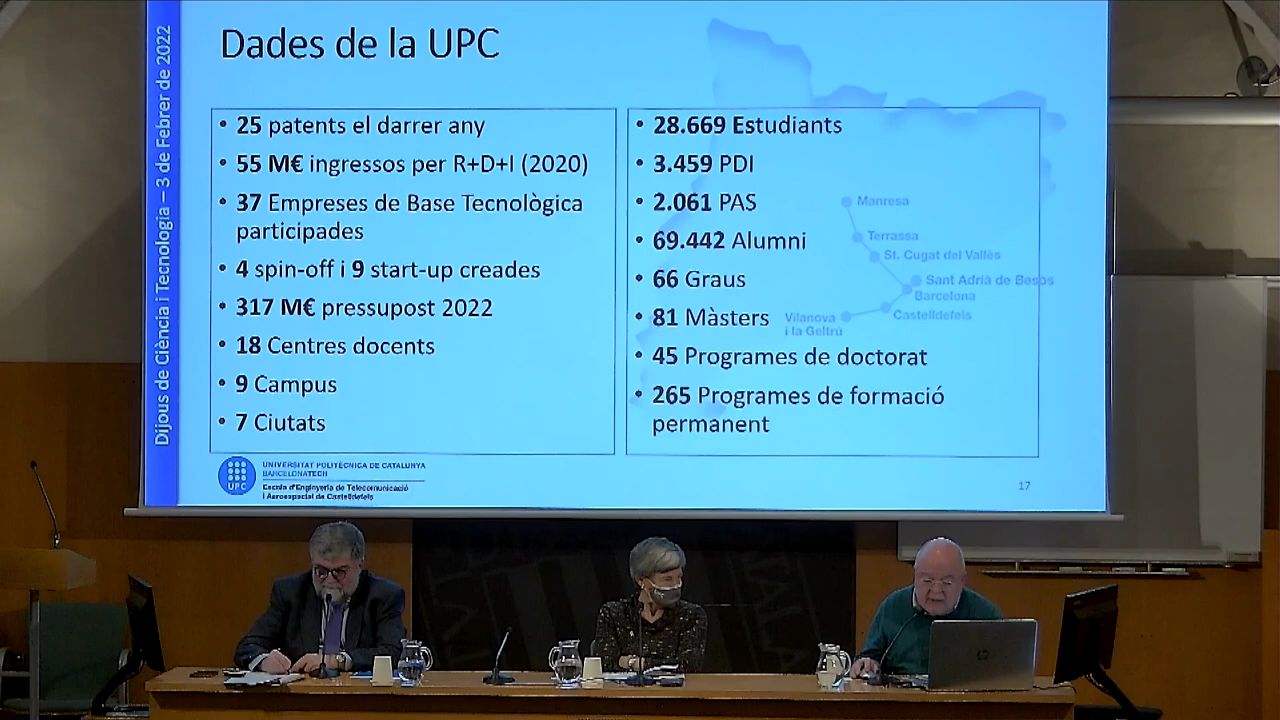 Dades de la UPC
Dijous de Ciència i Tecnologia – 3 de Febrer de 2022
• 25 patents el darrer any
• 55 M€ ingressos per R+D+I (2020)
• 37 Empreses de Base Tecnològica
participades
• 4 spin-off i 9 start-up creades
• 317 M€ pressupost 2022
• 18 Centres docents
• 9 Campus
• 7 Ciutats
• 28.669 Estudiants
• 3.459 PDI
• 2.061 PAS
• 69.442 Alumni
• 66 Graus
• 81 Màsters
• 45 Programes de doctorat
• 265 Programes de formació
permanent
Manresa
Terrassa
St. Cugat del Vallès
Sant Adrià de Besòs
Barcelona
Castelldefels
Vilanova
i la Geltrú
UPC
UNIVERSITAT POLITÈCNICA DE CATALUNYA
BARCELONATECH
Escola d'Enginyeria de Telecomunicació
i Aeroespacial de Castelldefels
17
hp